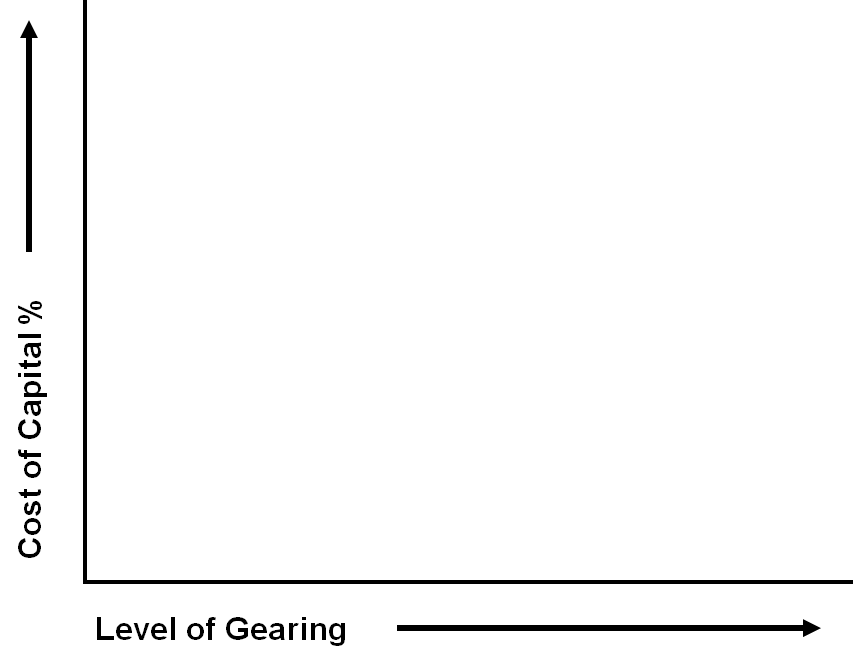 Cost of Capital %
Level of Gearing